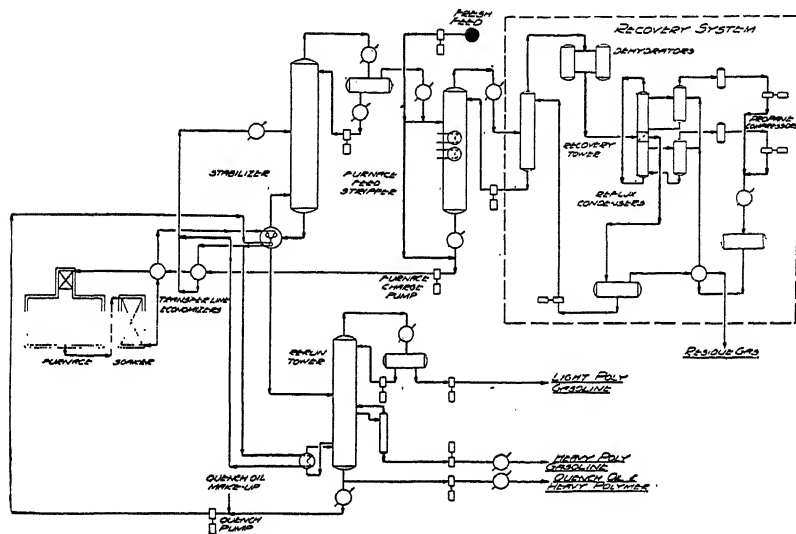 FRESH
FEED
RECOVERY SYSTEM
DEHYDRATORS
PROPANE
COMPRESSORS
RECOVERY
TOWER
REFLUX
CONDENSERS
STABILIZER
FURNACE
FEED
STRIPPER
FURNACE
CHARGE
PUMP
TRANSFER LINE
ECONOMIZERS
FURNACE
SOAKER
RESIDUE GAS
RERUN
TOWER
LIGHT POLY
GASOLINE
HEAVY POLY
GASOLINE
QUENCH OIL &
HEAVY POLYMER
QUENCH OIL
MAKE-UP
QUENCH
PUMP